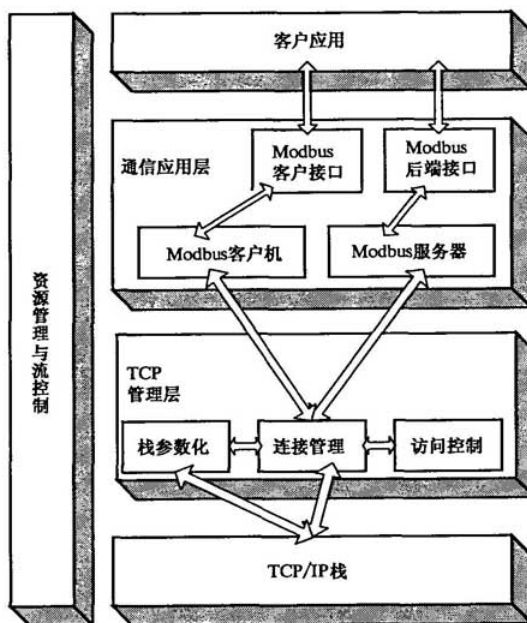 客户应用
通信应用层
Modbus
客户接口
Modbus
后端接口
Modbus客户机
Modbus服务器
资源管理与流控制
TCP
管理层
栈参数化
连接管理
访问控制
TCP/IP栈